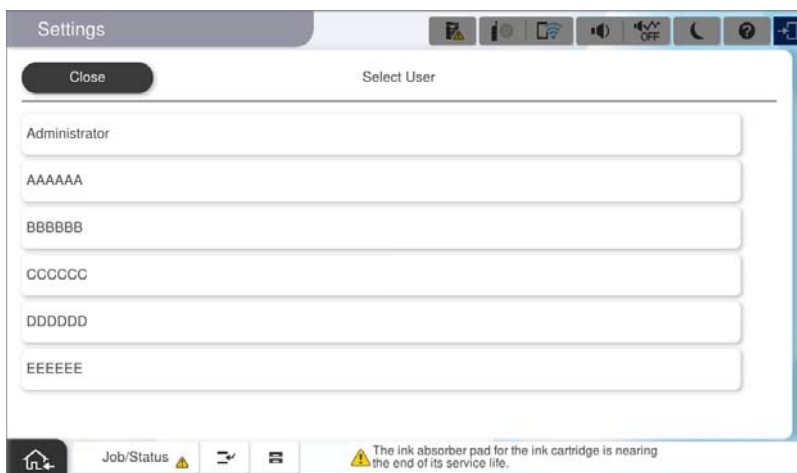 Settings
OFF
?
Close
Select User
Administrator
AAAAAA
BBBBBB
CCCCCC
DDDDDD
EEEEEE
Job/Status
The ink absorber pad for the ink cartridge is nearing
the end of its service life.